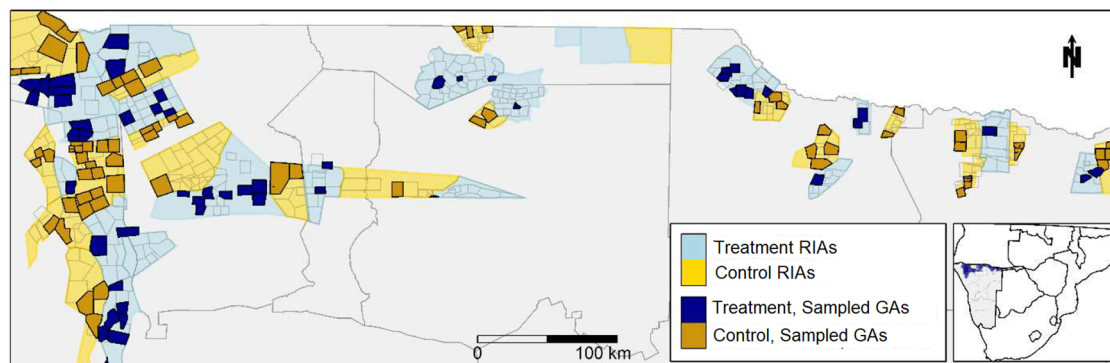 N
Treatment RIAs
Control RIAs
Treatment, Sampled GAs
Control, Sampled GAs
0 100 km